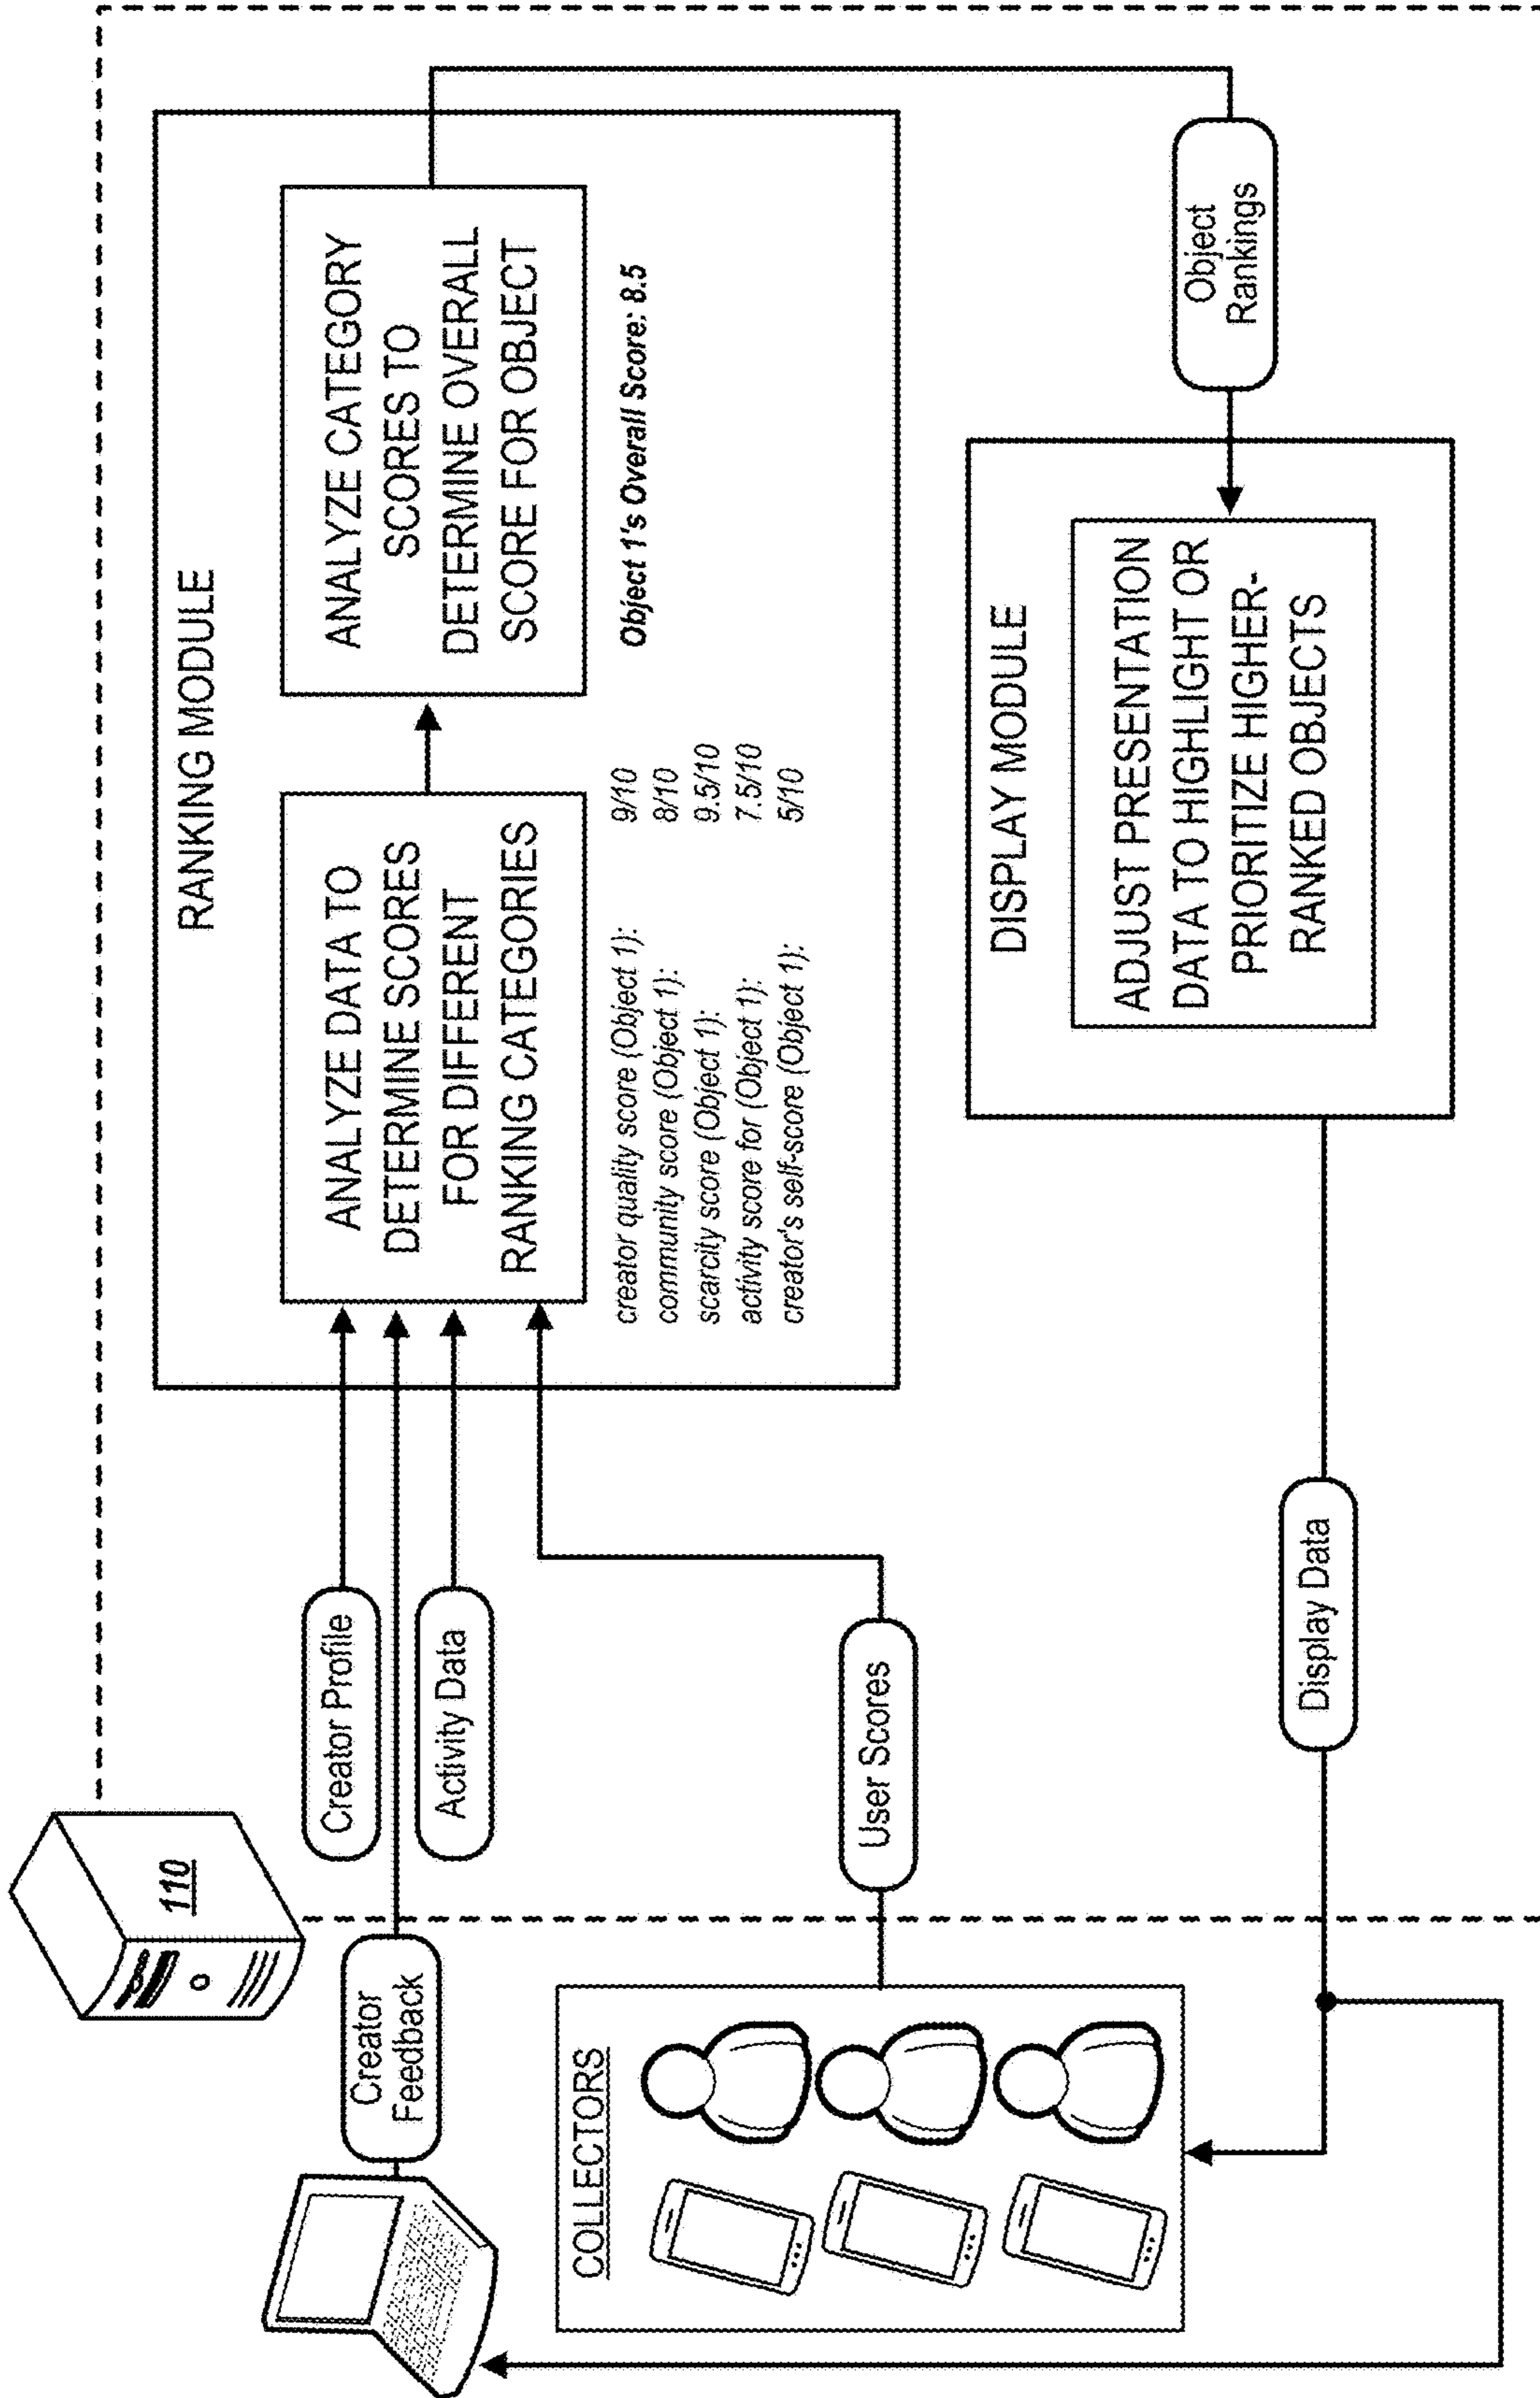 110
Creator
Feedback
Creator Profile
Activity Data
User Scores
Display Data
COLLECTORS
RANKING MODULE
ANALYZE DATA TO
DETERMINE SCORES
FOR DIFFERENT
RANKING CATEGORIES
creator quality score (Object 1): 9/10
community score (Object 1): 8/10
scarcity score (Object 1): 9.5/10
activity score for (Object 1): 7.5/10
creator's self-score (Object 1): 5/10
ANALYZE CATEGORY
SCORES TO
DETERMINE OVERALL
SCORE FOR OBJECT
Object 1's Overall Score: 8.5
DISPLAY MODULE
ADJUST PRESENTATION
DATA TO HIGHLIGHT OR
PRIORITIZE HIGHER-
RANKED OBJECTS
Object
Rankings